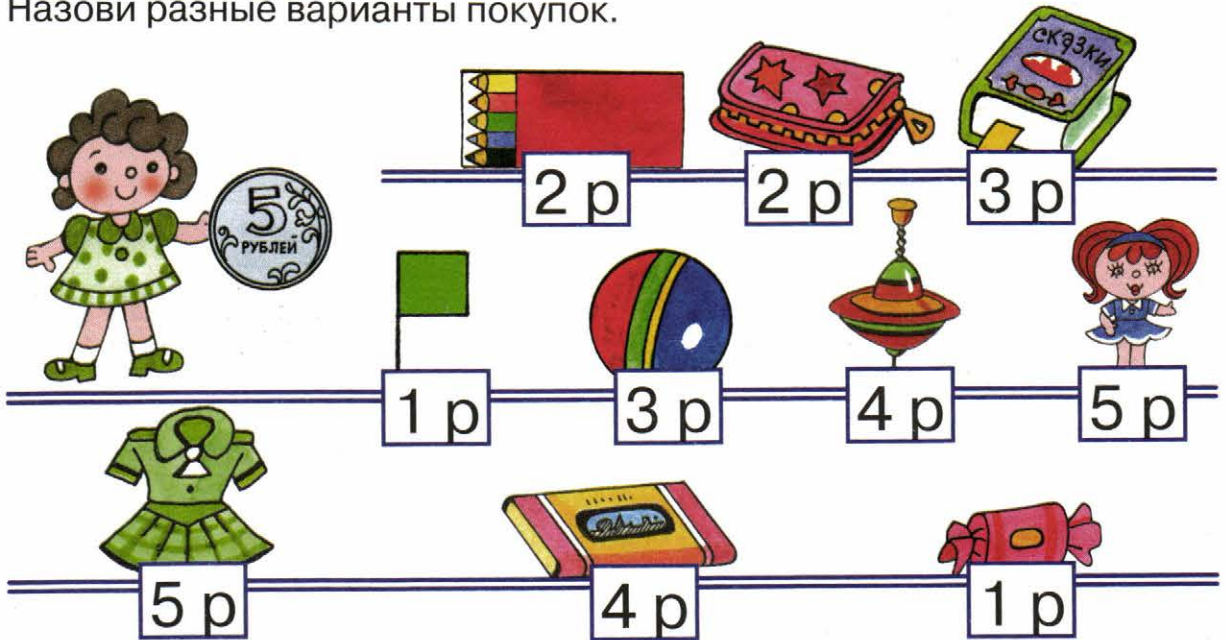 Назови разные варианты покупок.
сказки
2 р
2 р
3 р
5
РУБЛЕЙ
1 р
3 р
4 р
5 р
5 р
4 р
1 р